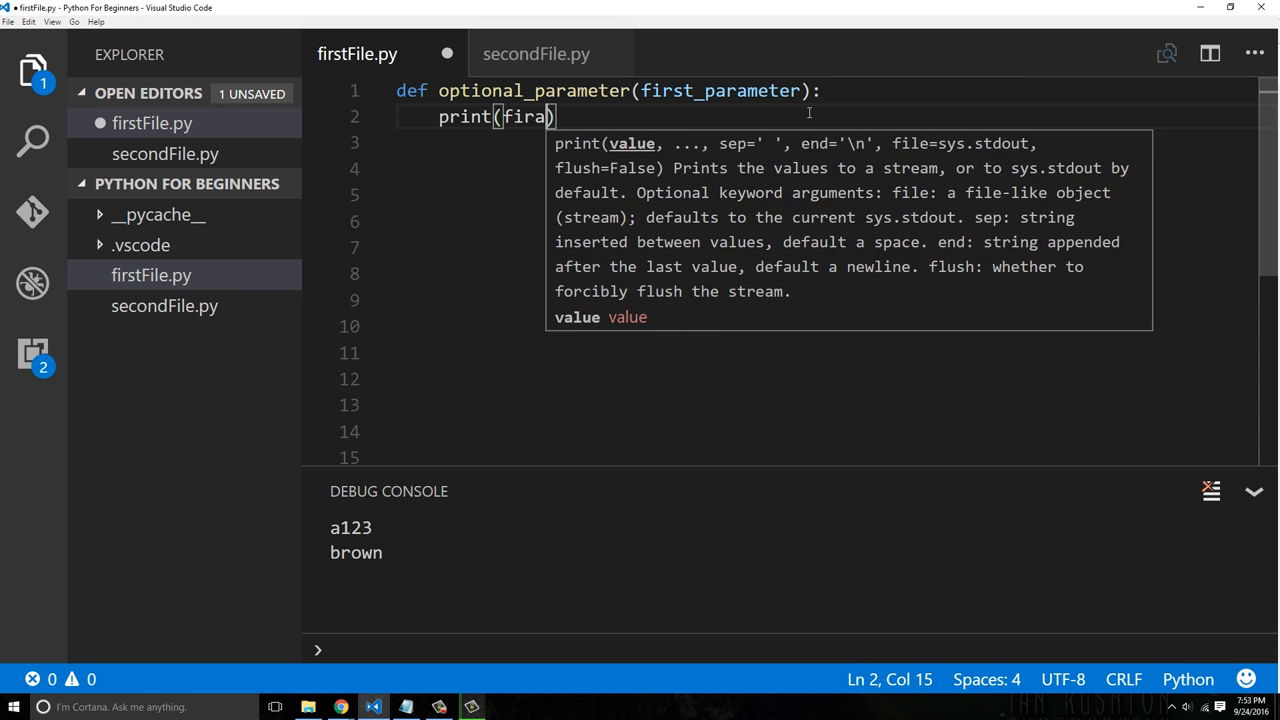 ● firstFile.py - Python For Beginners - Visual Studio Code
File Edit View Go Help
EXPLORER
OPEN EDITORS 1 UNSAVED
firstFile.py
secondFile.py
PYTHON FOR BEGINNERS
__pycache__
.vscode
firstFile.py
secondFile.py
1
2
firstFile.py secondFile.py
1 def optional_parameter(first_parameter):
2 print(fira)
3
4
5
6
7
8
9
10
11
12
13
14
15
print(value, ..., sep=' ', end='\n', file=sys.stdout,
flush=False) Prints the values to a stream, or to sys.stdout by
default. Optional keyword arguments: file: a file-like object
(stream); defaults to the current sys.stdout. sep: string
inserted between values, default a space. end: string appended
after the last value, default a newline. flush: whether to
forcibly flush the stream.
value value
DEBUG CONSOLE
a123
brown
0 0 Ln 2, Col 15 Spaces: 4 UTF-8 CRLF Python
I'm Cortana. Ask me anything.
7:53 PM
9/24/2016